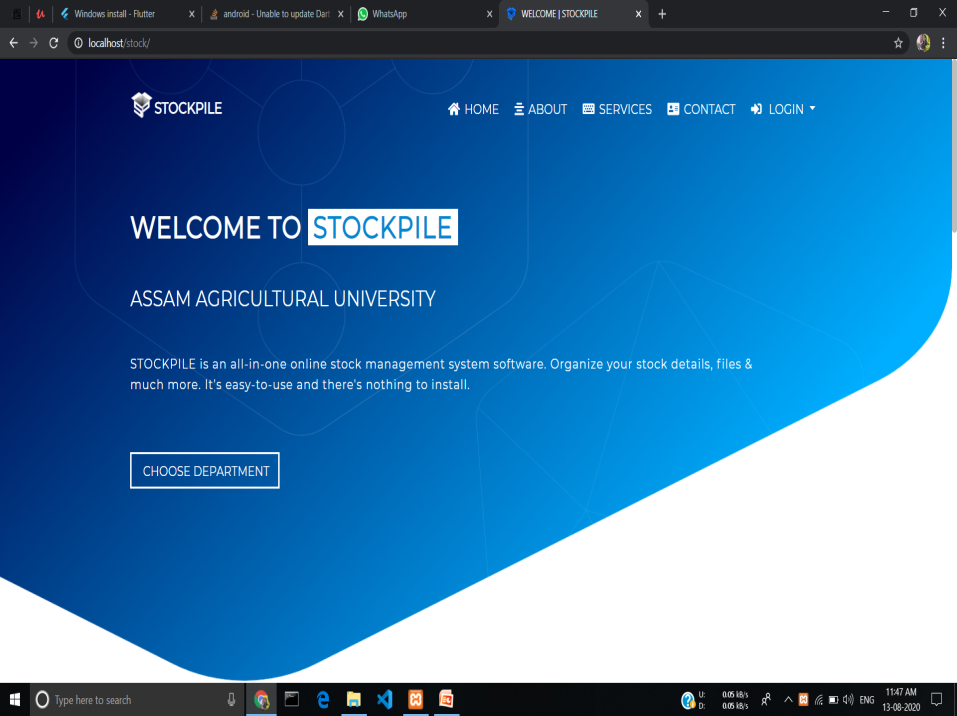 Windows install - Flutter
android - Unable to update Dart
WhatsApp
WELCOME | STOCKPILE
localhost/stock/
STOCKPILE
HOME
ABOUT
SERVICES
CONTACT
LOGIN
WELCOME TO STOCKPILE
ASSAM AGRICULTURAL UNIVERSITY
STOCKPILE is an all-in-one online stock management system software. Organize your stock details, files &
much more. It's easy-to-use and there's nothing to install.
CHOOSE DEPARTMENT
Type here to search
U: 0.05 kB/s
D: 0.05 kB/s
ENG
11:47 AM
13-08-2020